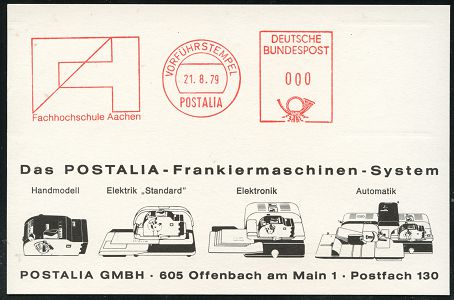 Fachhochschule Aachen
VORFÜHRSTEMPEL
21.8.79
POSTALIA
DEUTSCHE
BUNDESPOST
000
Das POSTALIA-Frankiermaschinen-System
Handmodell Elektrik „Standard" Elektronik Automatik
POSTALIA GMBH · 605 Offenbach am Main 1 · Postfach 130